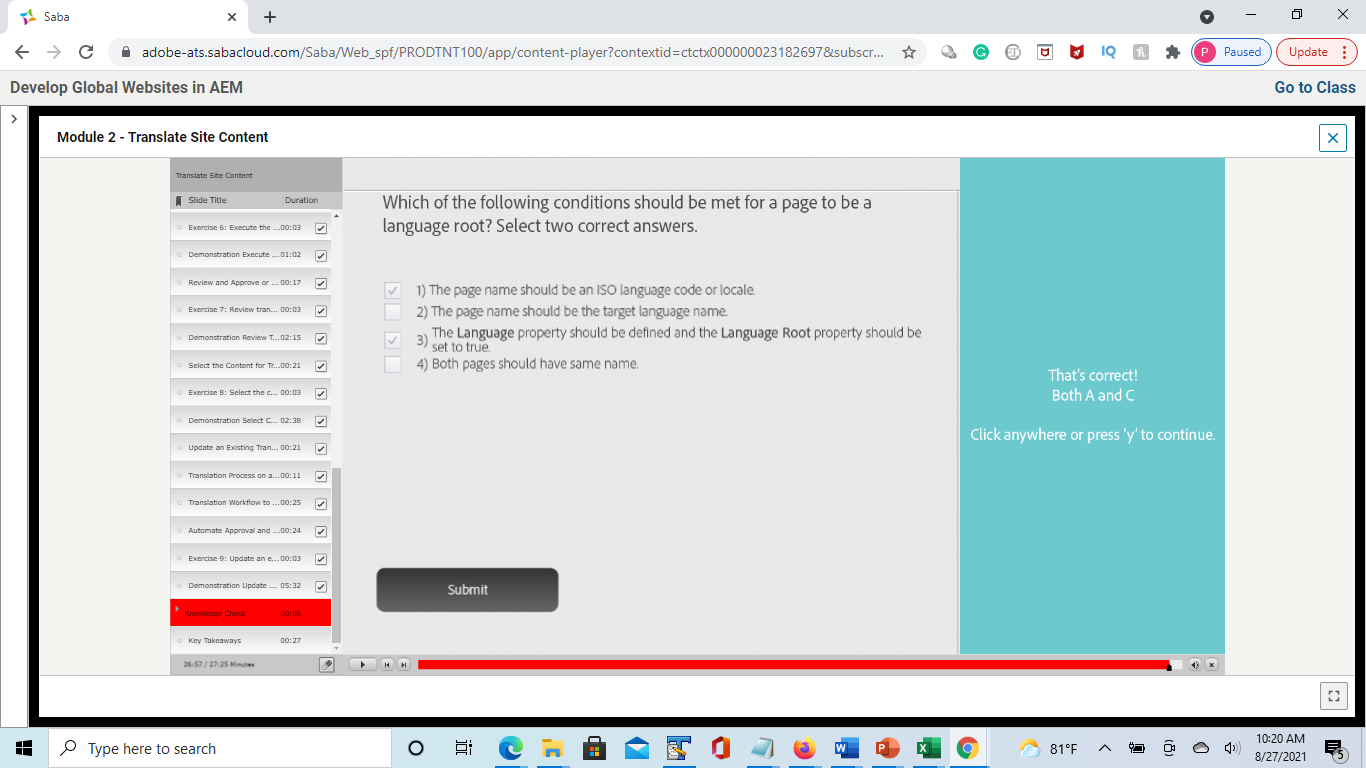 Saba
adobe-ats.sabacloud.com/Saba/Web_spf/PRODTNT100/app/content-player?contextid=ctctx000000023182697&subscr...
P Paused
Update
Develop Global Websites in AEM
Go to Class
Module 2 - Translate Site Content
Translate Site Content
Slide Title Duration
Exercise 6: Execute the ...00:03
Demonstration Execute ...01:02
Review and Approve or ...00:17
Exercise 7: Review tran...00:03
Demonstration Review T...02:15
Select the Content for Tr...00:21
Exercise 8: Select the c...00:03
Demonstration Select C... 02:38
Update an Existing Tran...00:21
Translation Process on a...00:11
Translation Workflow to ...00:25
Automate Approval and ...00:24
Exercise 9: Update an e...00:03
Demonstration Update ... 05:32
Knowledge Check 00:06
Key Takeaways 00:27
26:57 / 27:25 Minutes
Which of the following conditions should be met for a page to be a
language root? Select two correct answers.
1) The page name should be an ISO language code or locale.
2) The page name should be the target language name.
3) The Language property should be defined and the Language Root property should be
set to true.
4) Both pages should have same name.
Submit
That's correct!
Both A and C
Click anywhere or press 'y' to continue.
Type here to search
81°F
10:20 AM
8/27/2021
5